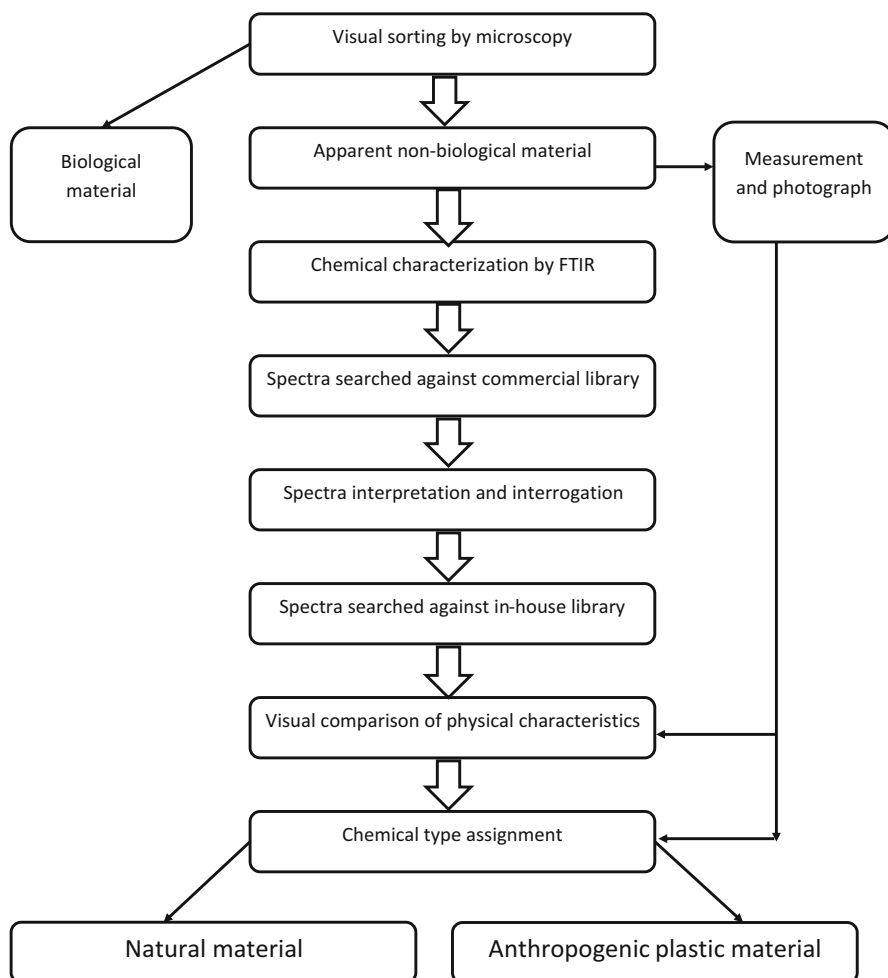 Visual sorting by microscopy
Biological
material
Apparent non-biological material
Measurement
and photograph
Chemical characterization by FTIR
Spectra searched against commercial library
Spectra interpretation and interrogation
Spectra searched against in-house library
Visual comparison of physical characteristics
Chemical type assignment
Natural material
Anthropogenic plastic material